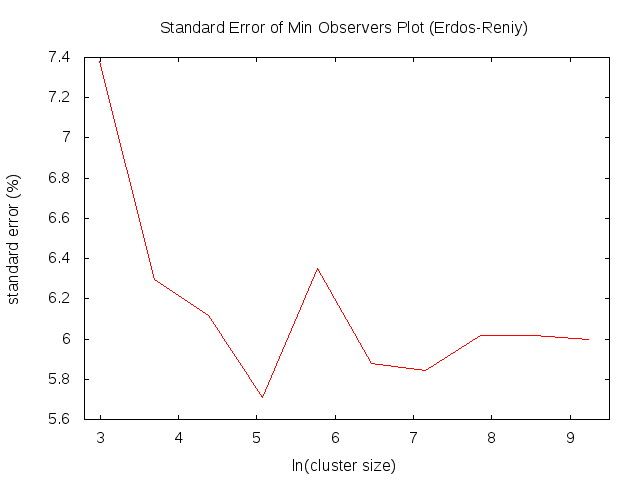 Standard Error of Min Observers Plot (Erdos-Reniy)
7.4
7.2
7
6.8
6.6
6.4
6.2
6
5.8
5.6
standard error (%)
3 4 5 6 7 8 9
ln(cluster size)